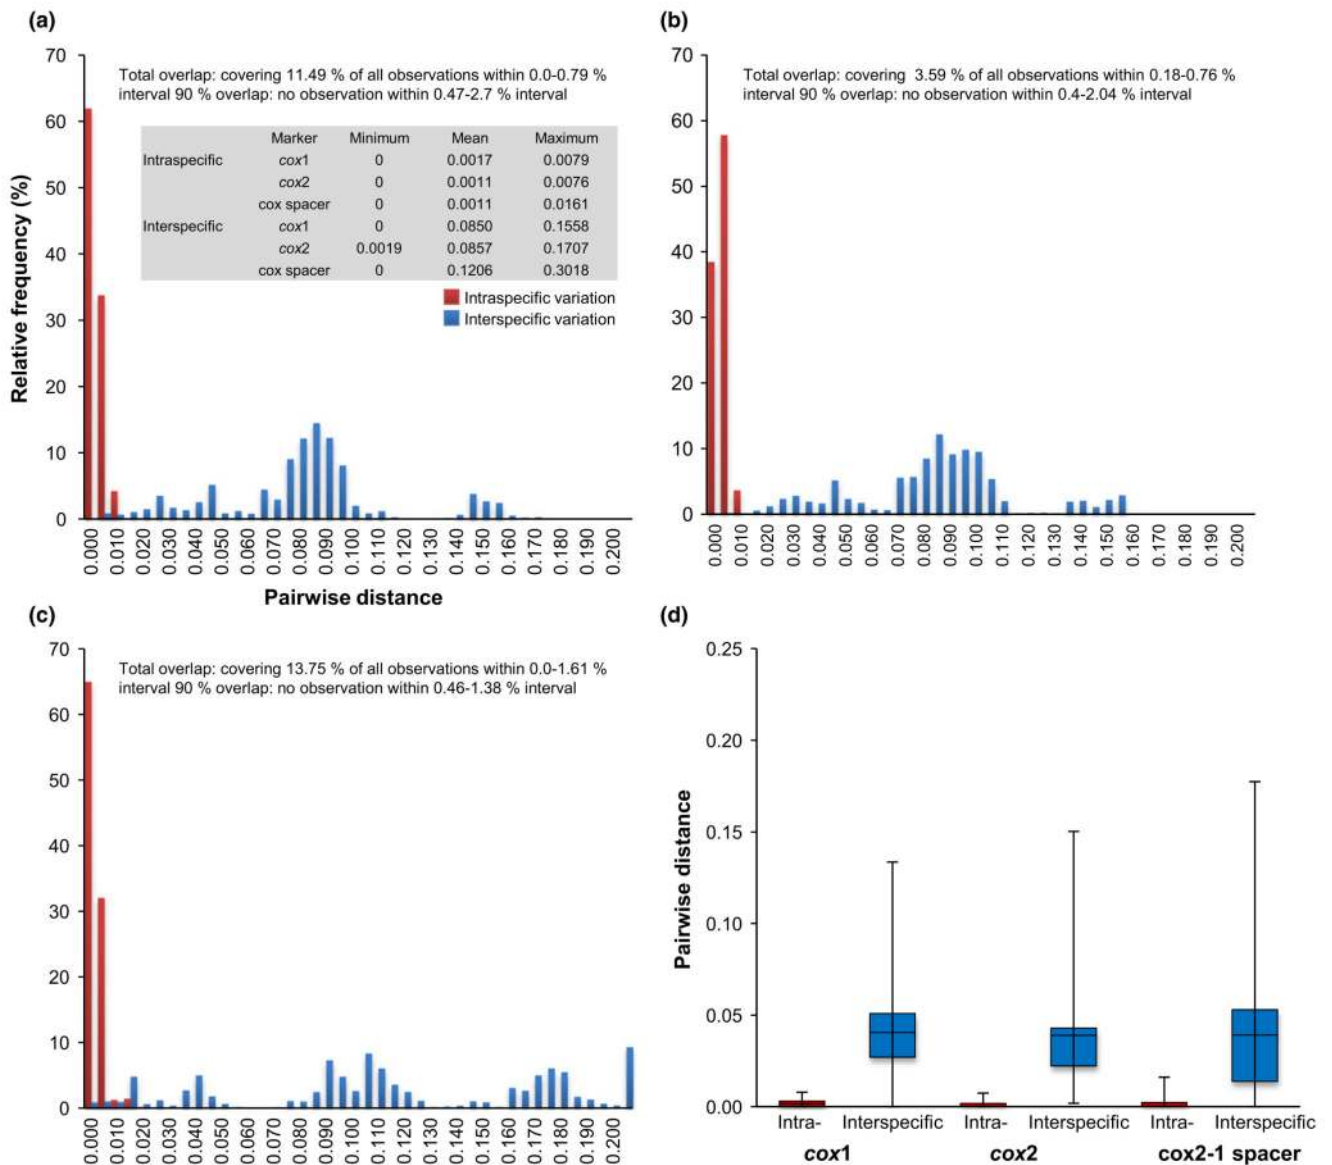 (a)
70
60
50
40
30
20
10
0
Relative frequency (%)
Total overlap: covering 11.49 % of all observations within 0.0-0.79 %
interval 90 % overlap: no observation within 0.47-2.7 % interval
Marker Minimum Mean Maximum
Intraspecific cox1 0 0.0017 0.0079
cox2 0 0.0011 0.0076
cox spacer 0 0.0011 0.0161
Interspecific cox1 0 0.0850 0.1558
cox2 0.0019 0.0857 0.1707
cox spacer 0 0.1206 0.3018
Intraspecific variation
Interspecific variation
0.000 0.010 0.020 0.030 0.040 0.050 0.060 0.070 0.080 0.090 0.100 0.110 0.120 0.130 0.140 0.150 0.160 0.170 0.180 0.190 0.200
Pairwise distance
(b)
70
60
50
40
30
20
10
0
Total overlap: covering 3.59 % of all observations within 0.18-0.76 %
interval 90 % overlap: no observation within 0.4-2.04 % interval
0.000 0.010 0.020 0.030 0.040 0.050 0.060 0.070 0.080 0.090 0.100 0.110 0.120 0.130 0.140 0.150 0.160 0.170 0.180 0.190 0.200
(c)
70
60
50
40
30
20
10
0
Total overlap: covering 13.75 % of all observations within 0.0-1.61 %
interval 90 % overlap: no observation within 0.46-1.38 % interval
0.000 0.010 0.020 0.030 0.040 0.050 0.060 0.070 0.080 0.090 0.100 0.110 0.120 0.130 0.140 0.150 0.160 0.170 0.180 0.190 0.200
(d)
0.25
0.20
0.15
0.10
0.05
0.00
Pairwise distance
Intra- Interspecific Intra- Interspecific Intra- Interspecific
cox1 cox2 cox2-1 spacer